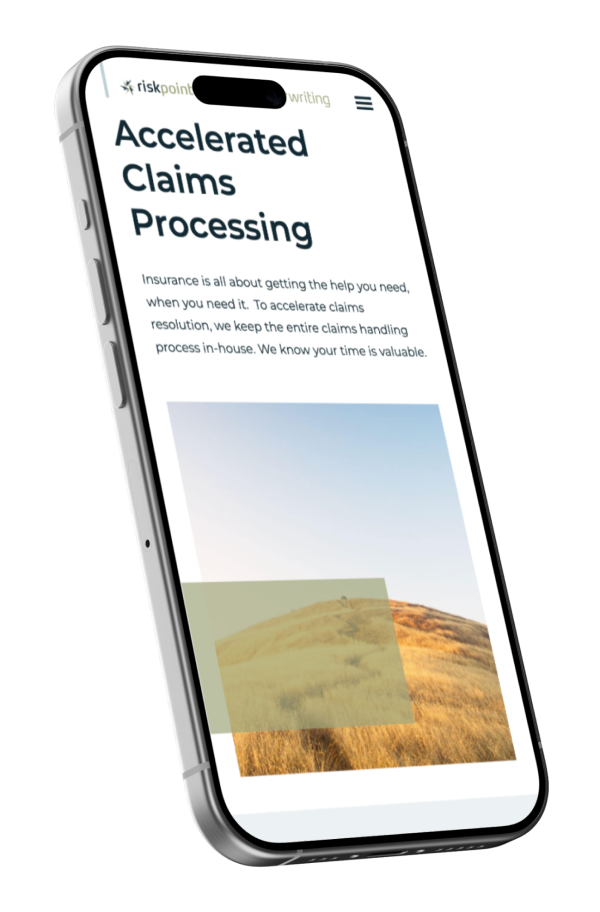 riskpoint writing
Accelerated
Claims
Processing
Insurance is all about getting the help you need,
when you need it. To accelerate claims
resolution, we keep the entire claims handling
process in-house. We know your time is valuable.